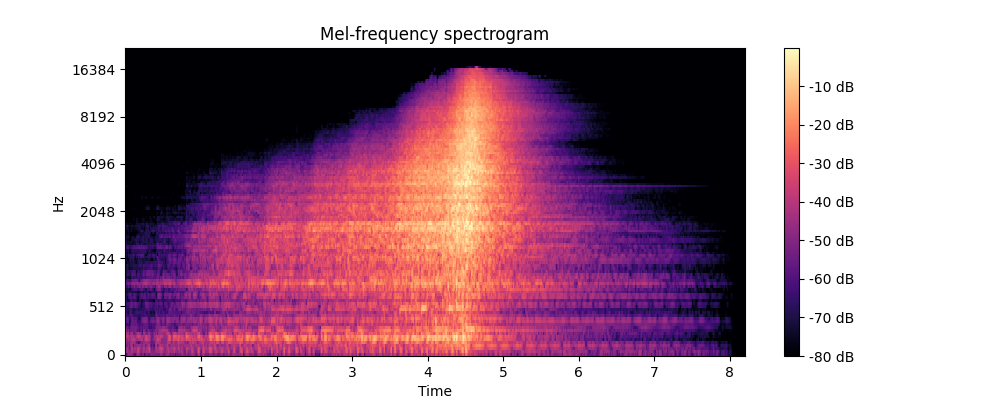 Mel-frequency spectrogram
16384
8192
4096
2048
1024
512
0
Hz
0 1 2 3 4 5 6 7 8
Time
-10 dB
-20 dB
-30 dB
-40 dB
-50 dB
-60 dB
-70 dB
-80 dB